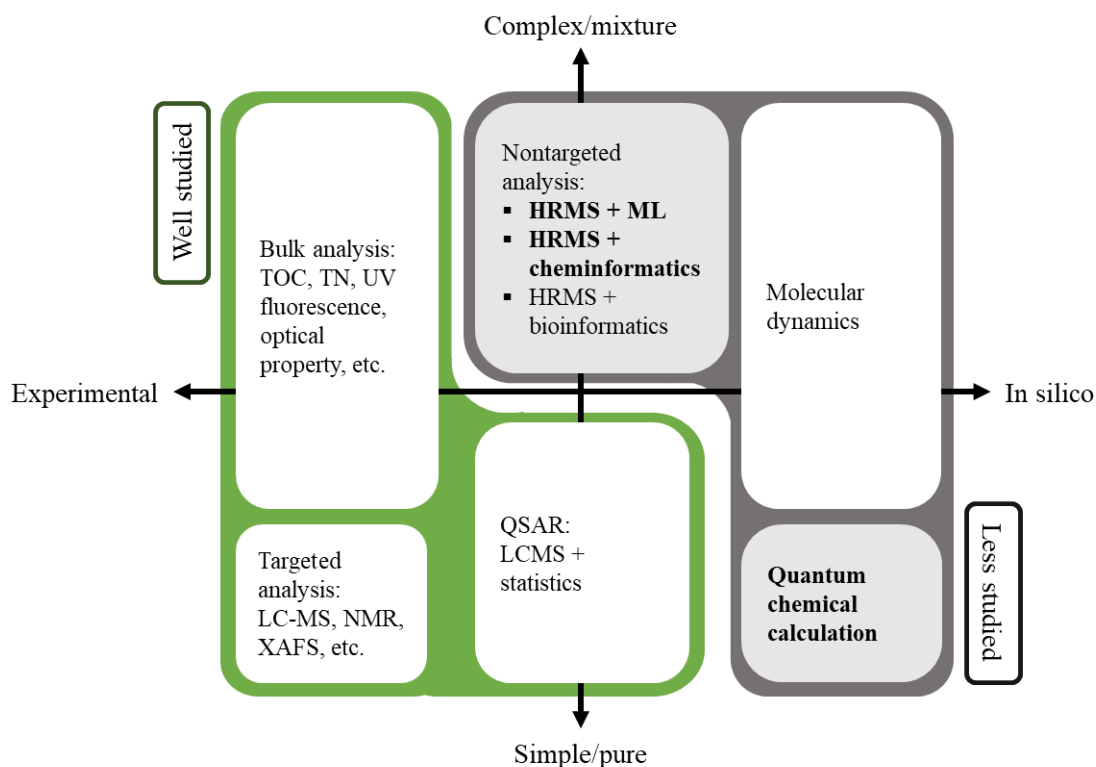 Complex/mixture
Well studied
Nontargeted
analysis:
▪ HRMS + ML
▪ HRMS +
cheminformatics
▪ HRMS +
bioinformatics
Bulk analysis:
TOC, TN, UV
fluorescence,
optical
property, etc.
Molecular
dynamics
Experimental
In silico
QSAR:
LCMS +
statistics
Targeted
analysis:
LC-MS, NMR,
XAFS, etc.
Quantum
chemical
calculation
Less studied
Simple/pure